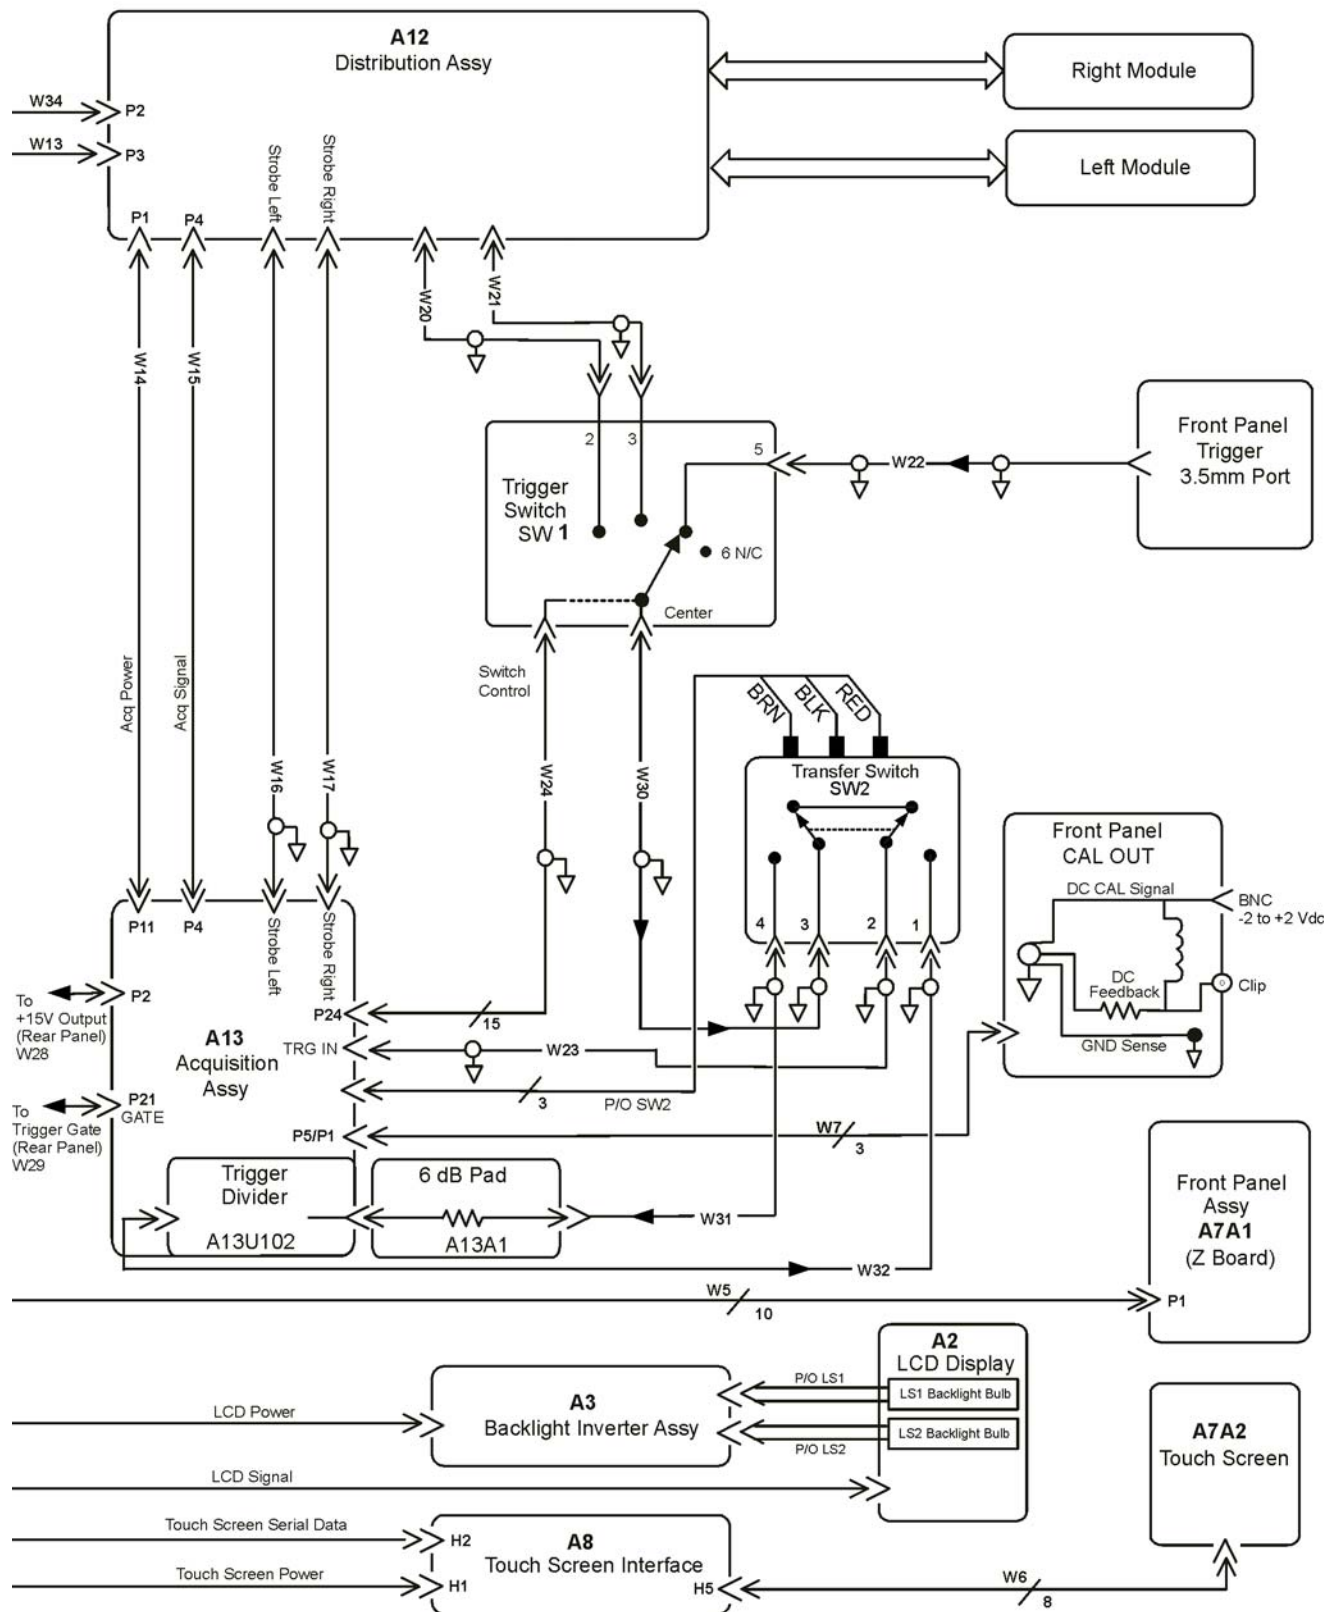 A12
Distribution Assy
Right Module
Left Module
W34
P2
W13
P3
Strobe Left
Strobe Right
P1
P4
W14
W15
W20
W21
Acq Power
Acq Signal
W16
W17
2
3
5
Trigger
Switch
SW 1
6 N/C
Center
W22
Front Panel
Trigger
3.5mm Port
Switch
Control
W24
W30
BRN
BLK
RED
Transfer Switch
SW2
4
3
2
1
Front Panel
CAL OUT
DC CAL Signal
BNC
-2 to +2 Vdc
DC
Feedback
Clip
GND Sense
P11
P4
Strobe Left
Strobe Right
P2
To
+15V Output
(Rear Panel)
W28
P24
15
A13
Acquisition
Assy
TRG IN
W23
3
P/O SW2
P21
GATE
To
Trigger Gate
(Rear Panel)
W29
P5/P1
W7
3
Trigger
Divider
A13U102
6 dB Pad
A13A1
W31
W32
Front Panel
Assy
A7A1
(Z Board)
P1
W5
10
A2
LCD Display
P/O LS1
LS1 Backlight Bulb
LS2 Backlight Bulb
P/O LS2
A3
Backlight Inverter Assy
LCD Power
LCD Signal
A7A2
Touch Screen
Touch Screen Serial Data
H2
A8
Touch Screen Interface
Touch Screen Power
H1
H5
W6
8